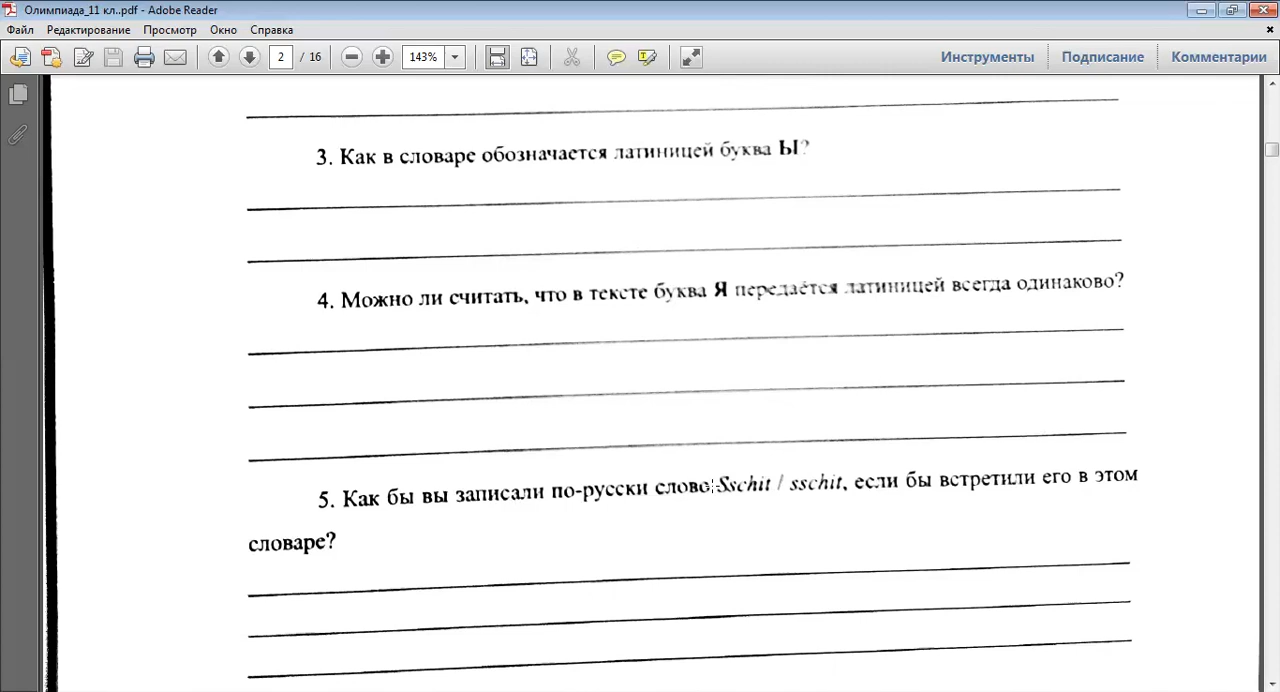 Олимпиада_11 кл..pdf - Adobe Reader
Файл Редактирование Просмотр Окно Справка
2 / 16 143% Инструменты Подписание Комментарии
3. Как в словаре обозначается латиницей буква Ы?
4. Можно ли считать, что в тексте буква Я передаётся латиницей всегда одинаково?
5. Как бы вы записали по-русски слово Sschit / sschit, если бы встретили его в этом
словаре?